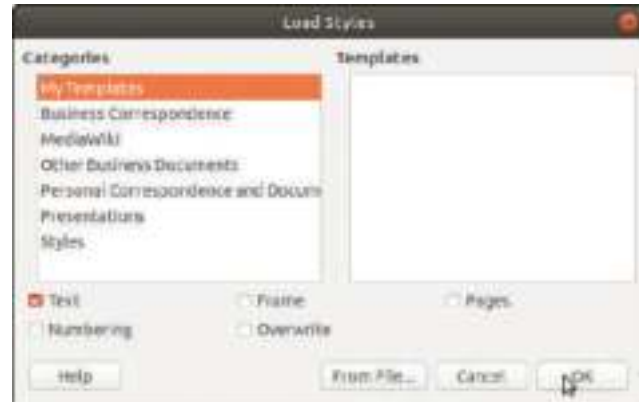 Load Styles
Categories Templates
My Templates
Business Correspondence
MediaWiki
Other Business Documents
Personal Correspondence and Docum
Presentations
Styles
Text Frame Pages
Numbering Overwrite
Help From File... Cancel OK